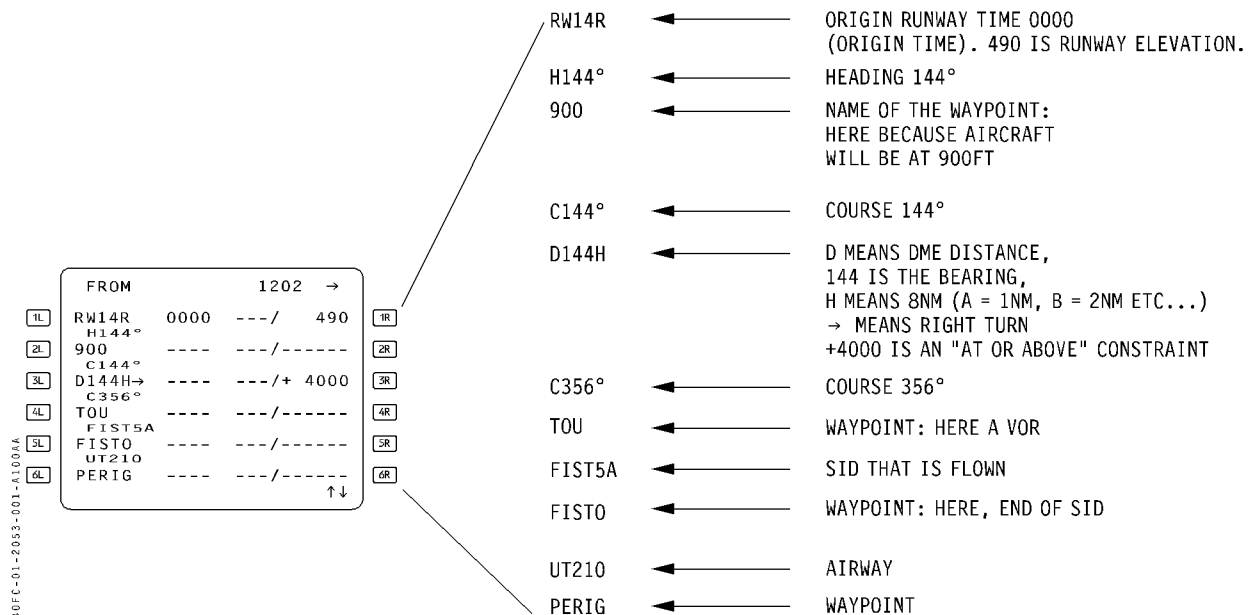 FROM 1202 →
1L RW14R 0000 ---/ 490 1R
H144°
2L 900 ---- ---/------ 2R
C144°
3L D144H→ ---- ---/+ 4000 3R
C356°
4L TOU ---- ---/------ 4R
FIST5A
5L FISTO ---- ---/------ 5R
UT210
6L PERIG ---- ---/------ 6R
↑↓
RW14R ORIGIN RUNWAY TIME 0000
(ORIGIN TIME). 490 IS RUNWAY ELEVATION.
H144° HEADING 144°
900 NAME OF THE WAYPOINT:
HERE BECAUSE AIRCRAFT
WILL BE AT 900FT
C144° COURSE 144°
D144H D MEANS DME DISTANCE,
144 IS THE BEARING,
H MEANS 8NM (A = 1NM, B = 2NM ETC...)
→ MEANS RIGHT TURN
+4000 IS AN "AT OR ABOVE" CONSTRAINT
C356° COURSE 356°
TOU WAYPOINT: HERE A VOR
FIST5A SID THAT IS FLOWN
FISTO WAYPOINT: HERE, END OF SID
UT210 AIRWAY
PERIG WAYPOINT